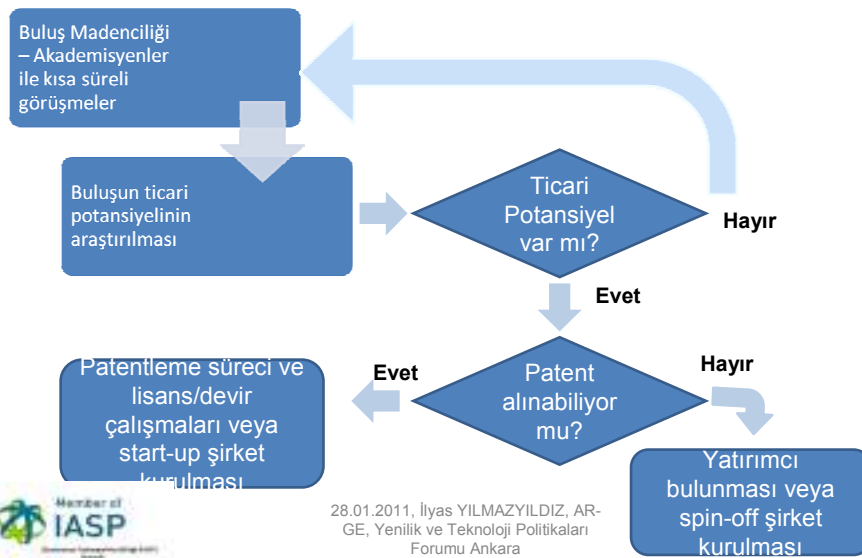 Buluş Madenciliği
– Akademisyenler
ile kısa süreli
görüşmeler
Buluşun ticari
potansiyelinin
araştırılması
Ticari
Potansiyel
var mı?
Hayır
Evet
Patentleme süreci ve
lisans/devir
çalışmaları veya
start-up şirket
kurulması
Evet
Patent
alınabiliyor
mu?
Hayır
Yatırımcı
bulunması veya
spin-off şirket
kurulması
Member of
IASP
28.01.2011, İlyas YILMAZYILDIZ, AR-
GE, Yenilik ve Teknoloji Politikaları
Forumu Ankara